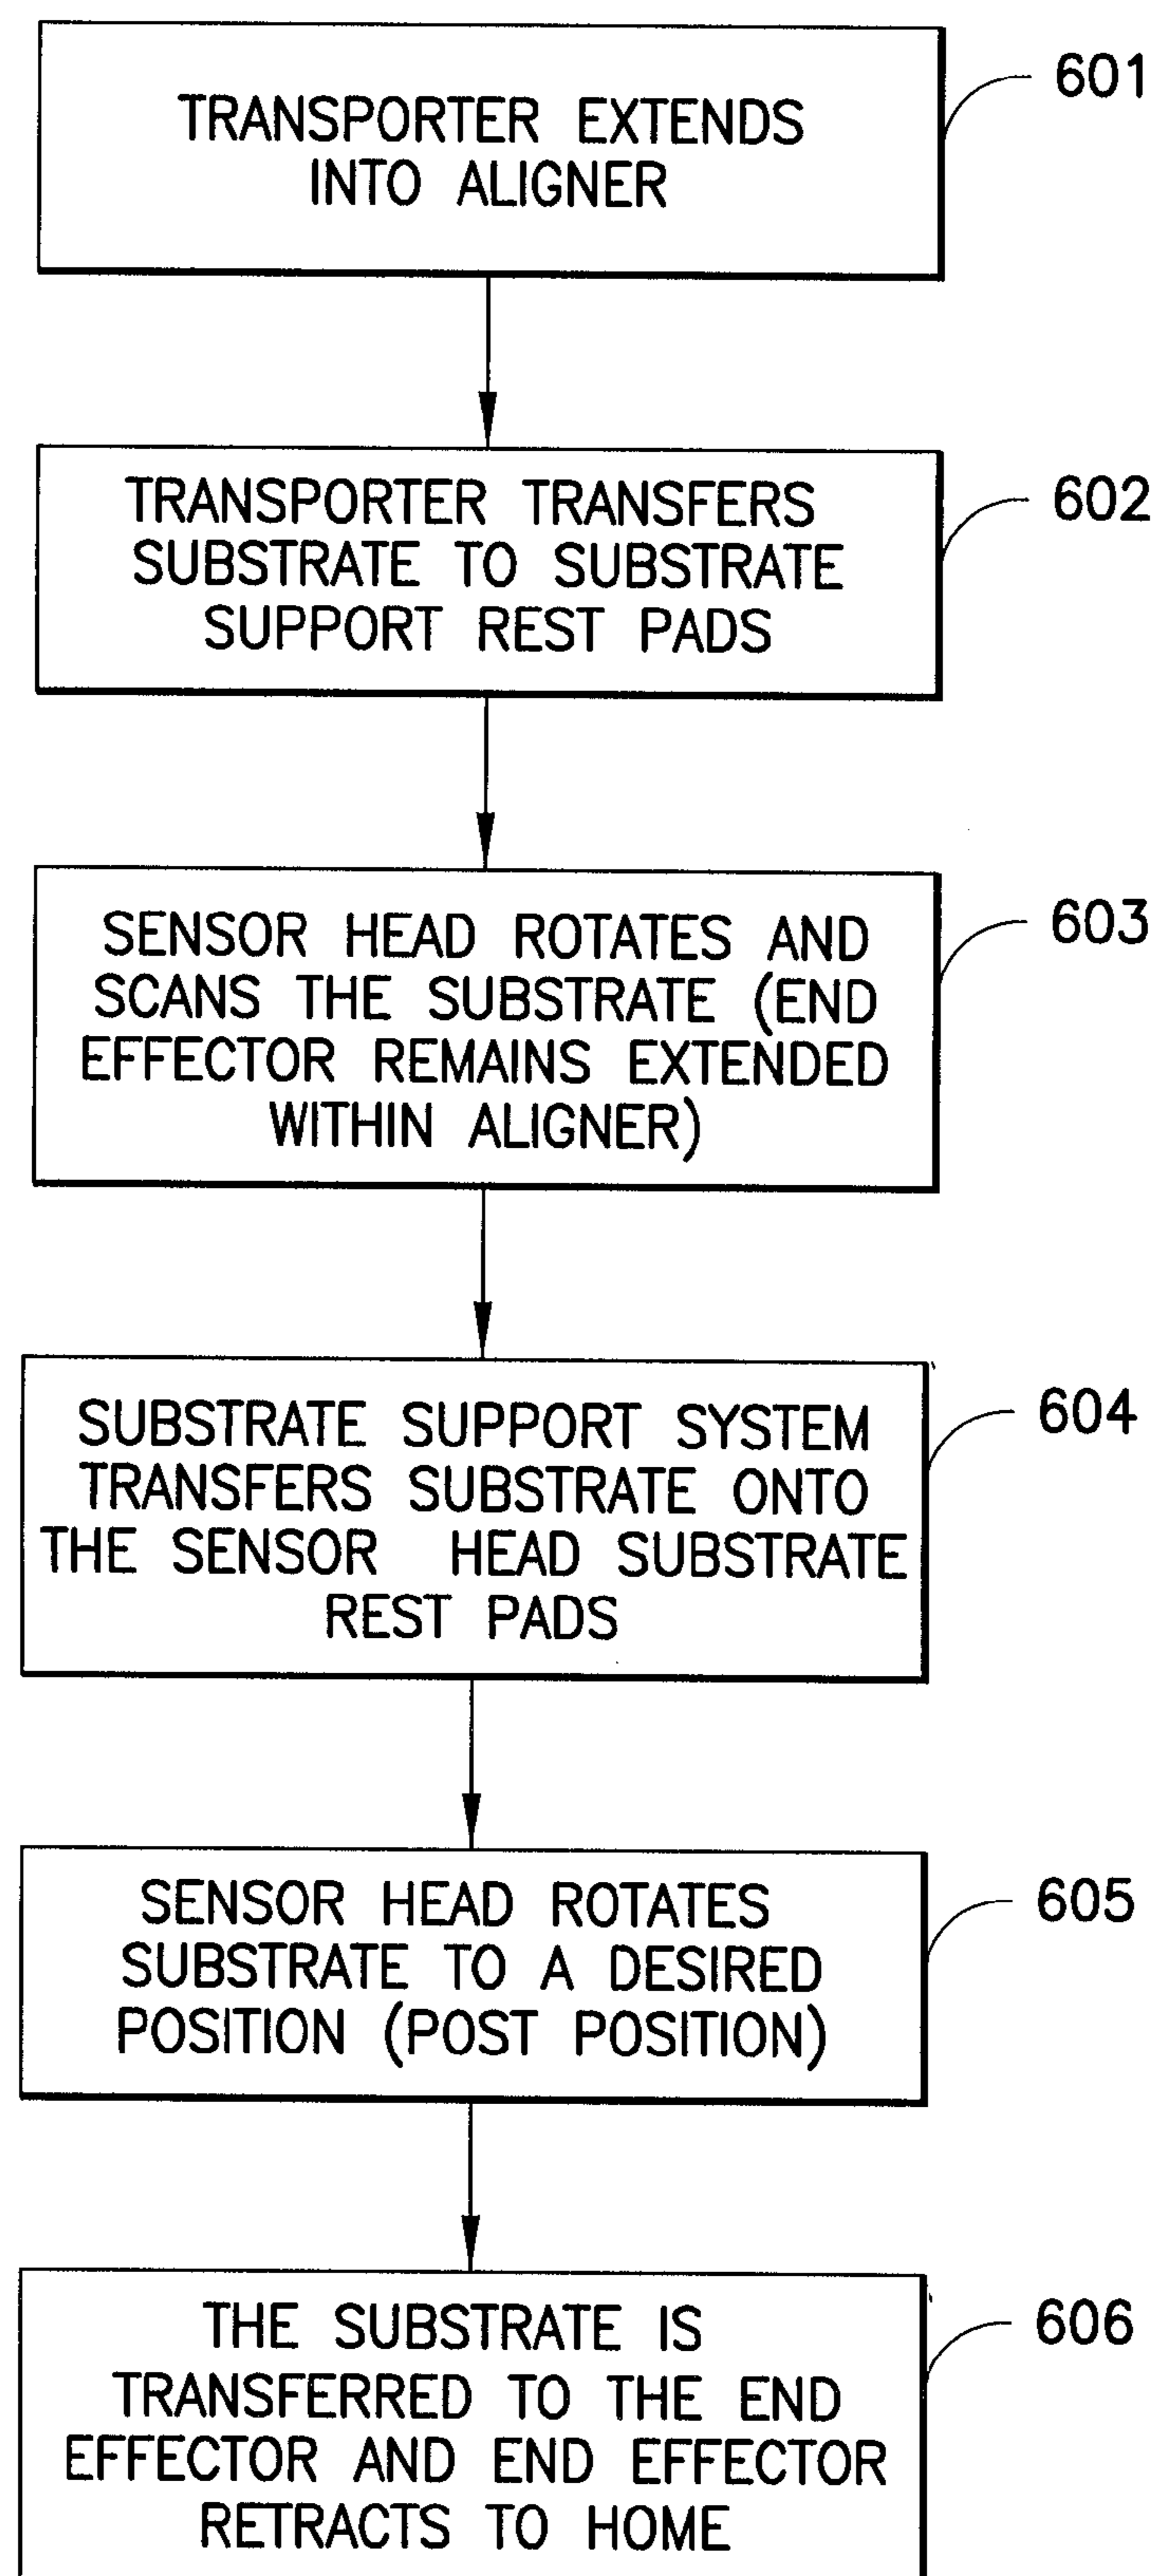 TRANSPORTER EXTENDS
INTO ALIGNER
601
TRANSPORTER TRANSFERS
SUBSTRATE TO SUBSTRATE
SUPPORT REST PADS
602
SENSOR HEAD ROTATES AND
SCANS THE SUBSTRATE (END
EFFECTOR REMAINS EXTENDED
WITHIN ALIGNER)
603
SUBSTRATE SUPPORT SYSTEM
TRANSFERS SUBSTRATE ONTO
THE SENSOR HEAD SUBSTRATE
REST PADS
604
SENSOR HEAD ROTATES
SUBSTRATE TO A DESIRED
POSITION (POST POSITION)
605
THE SUBSTRATE IS
TRANSFERRED TO THE END
EFFECTOR AND END EFFECTOR
RETRACTS TO HOME
606